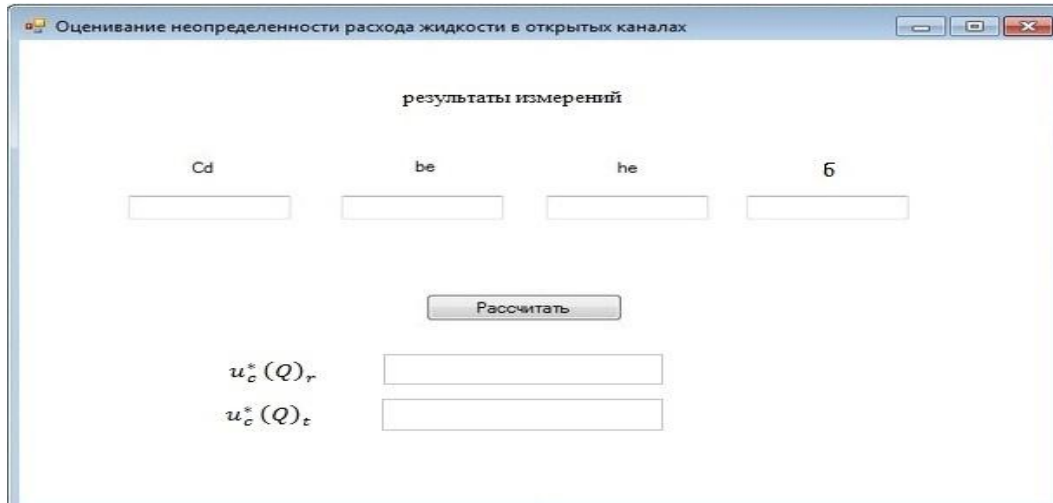 Оценивание неопределенности расхода жидкости в открытых каналах
результаты измерений
Cd be he б
Рассчитать
u*c (Q)r
u*c (Q)t